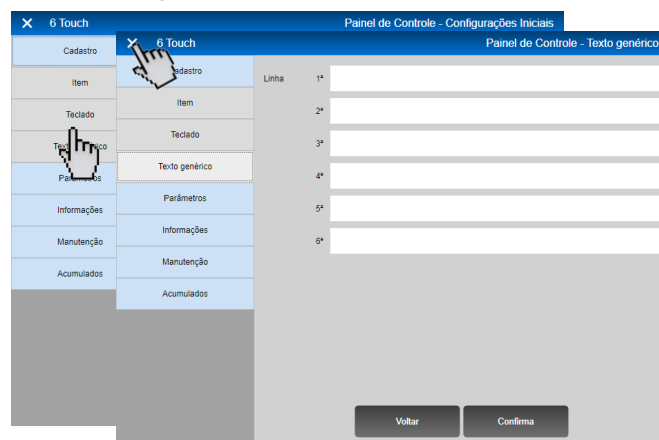 6 Touch Painel de Controle - Configurações Iniciais
Cadastro
Item
Teclado
Parâmetros
Informações
Manutenção
Acumulados
6 Touch Painel de Controle - Texto genérico
Cadastro
Item
Teclado
Texto genérico
Parâmetros
Informações
Manutenção
Acumulados
Linha 1ª
2ª
3ª
4ª
5ª
6ª
Voltar Confirma